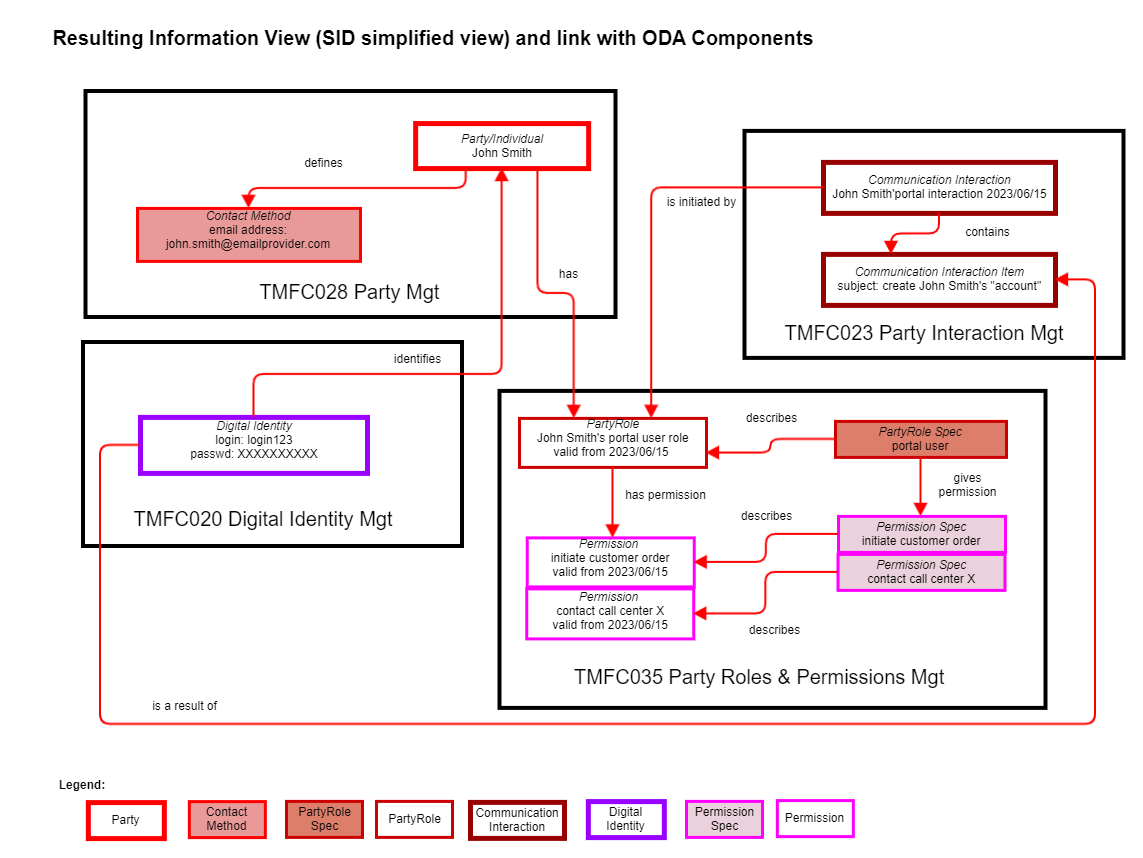 Resulting Information View (SID simplified view) and link with ODA Components
Party/Individual
John Smith
defines
Contact Method
email address:
john.smith@emailprovider.com
has
TMFC028 Party Mgt
Communication Interaction
John Smith'portal interaction 2023/06/15
is initiated by
contains
Communication Interaction Item
subject: create John Smith's "account"
TMFC023 Party Interaction Mgt
identifies
Digital Identity
login: login123
passwd: XXXXXXXXXX
TMFC020 Digital Identity Mgt
PartyRole
John Smith's portal user role
valid from 2023/06/15
describes
PartyRole Spec
portal user
has permission
gives
permission
describes
Permission Spec
initiate customer order
Permission
initiate customer order
valid from 2023/06/15
Permission Spec
contact call center X
Permission
contact call center X
valid from 2023/06/15
describes
TMFC035 Party Roles & Permissions Mgt
is a result of
Legend:
Party
Contact
Method
PartyRole
Spec
PartyRole
Communication
Interaction
Digital
Identity
Permission
Spec
Permission